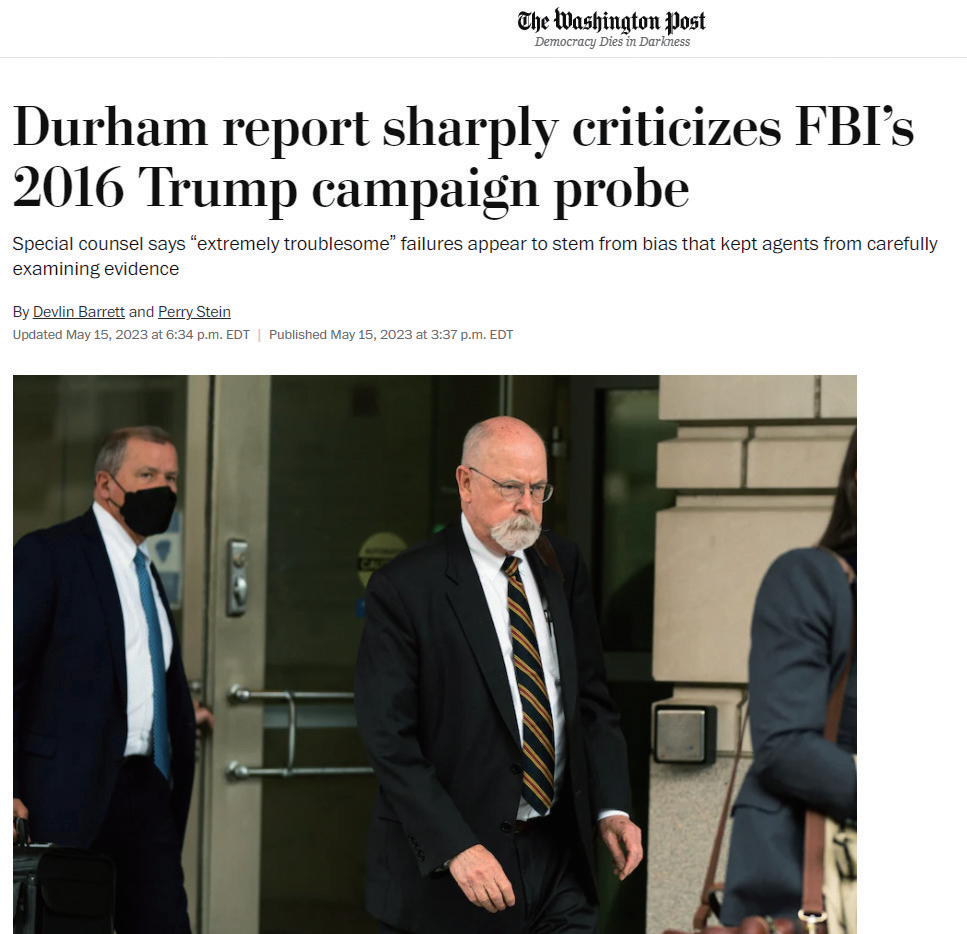 The Washington Post
Democracy Dies in Darkness
Durham report sharply criticizes FBI’s
2016 Trump campaign probe
Special counsel says “extremely troublesome” failures appear to stem from bias that kept agents from carefully
examining evidence
By Devlin Barrett and Perry Stein
Updated May 15, 2023 at 6:34 p.m. EDT | Published May 15, 2023 at 3:37 p.m. EDT